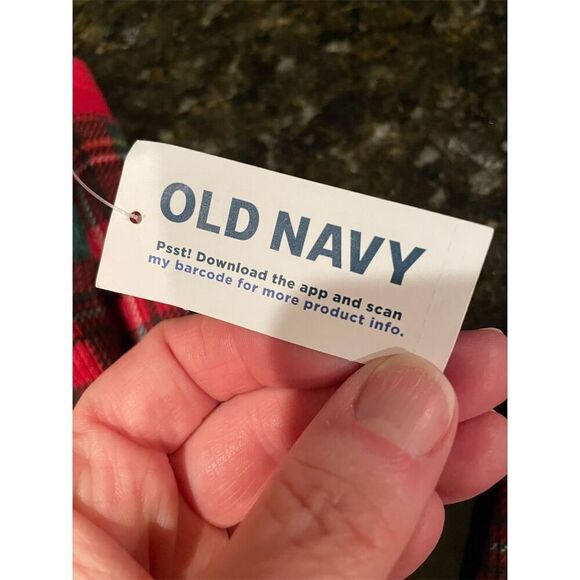 OLD NAVY
Psst! Download the app and scan
my barcode for more product info.